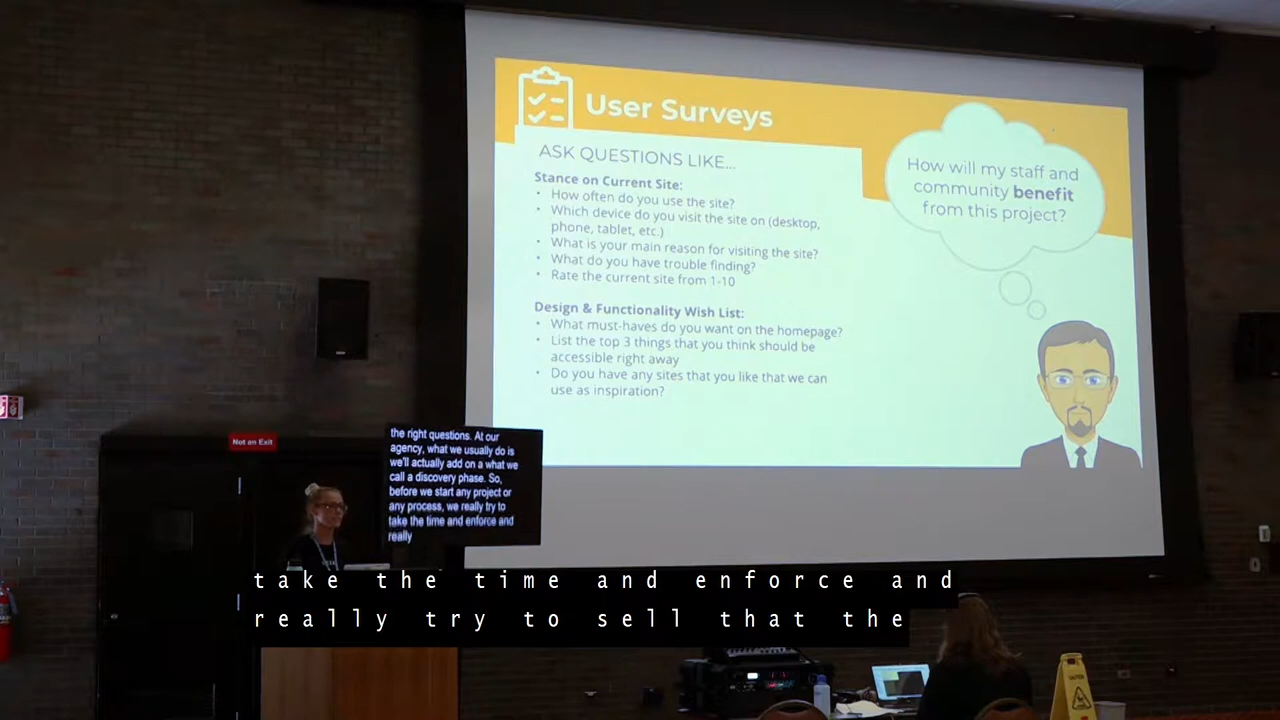 User Surveys
ASK QUESTIONS LIKE...
Stance on Current Site:
• How often do you use the site?
• Which device do you visit the site on (desktop,
phone, tablet, etc.)
• What is your main reason for visiting the site?
• What do you have trouble finding?
• Rate the current site from 1-10
Design & Functionality Wish List:
• What must-haves do you want on the homepage?
• List the top 3 things that you think should be
accessible right away
• Do you have any sites that you like that we can
use as inspiration?
How will my staff and
community benefit
from this project?
Not an Exit
the right questions. At our
agency, what we usually do is
we'll actually add on a what we
call a discovery phase. So,
before we start any project or
any process, we really try to
take the time and enforce and
really
take the time and enforce and
really try to sell that the
CAUTION